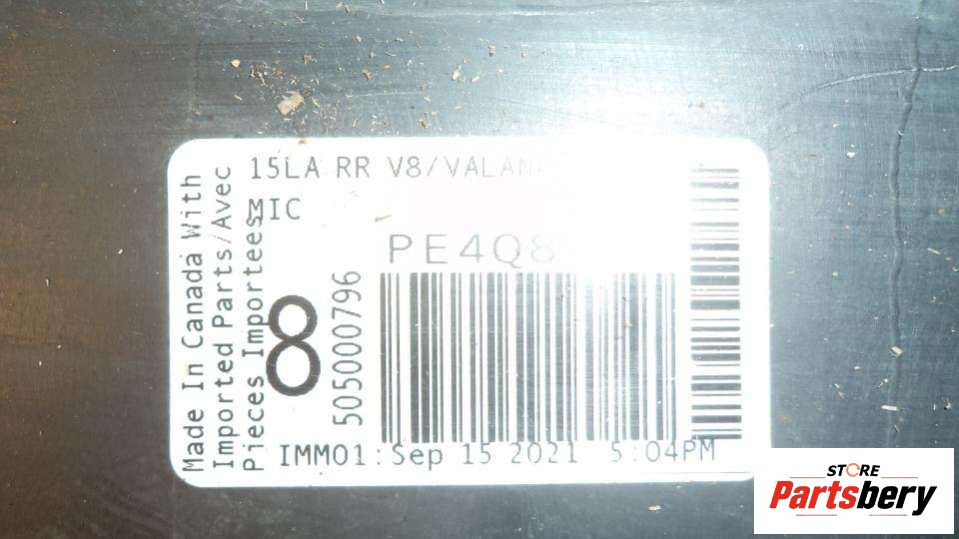 15LA RR V8/VALAN
MIC
PE4Q8
Made In Canada With
Imported Parts/Avec
Pieces Importees
8
505000796
IMM01:Sep 15 2021 5:04PM
STORE
Partsbery